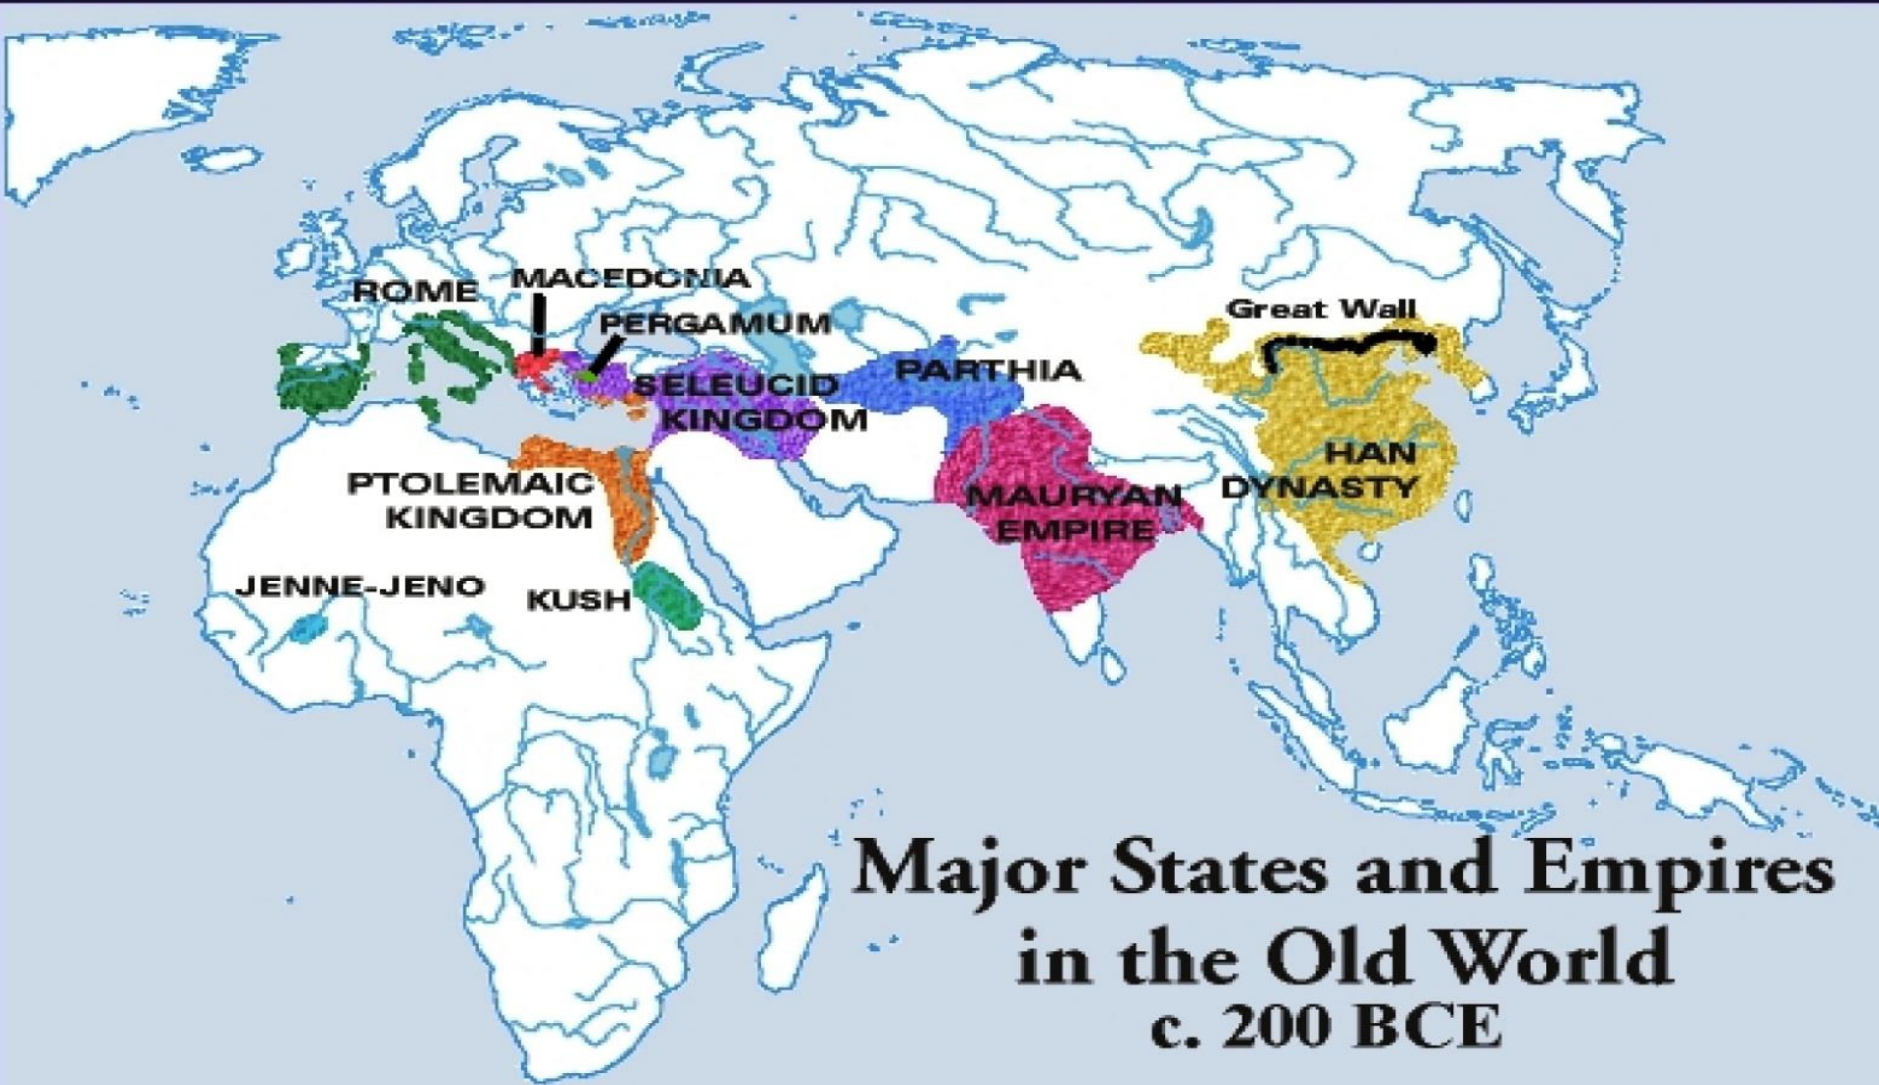 ROME
MACEDONIA
PERGAMUM
Great Wall
SELEUCID
KINGDOM
PARTHIA
HAN
DYNASTY
PTOLEMAIC
KINGDOM
MAURYAN
EMPIRE
JENNE-JENO
KUSH
Major States and Empires
in the Old World
c. 200 BCE